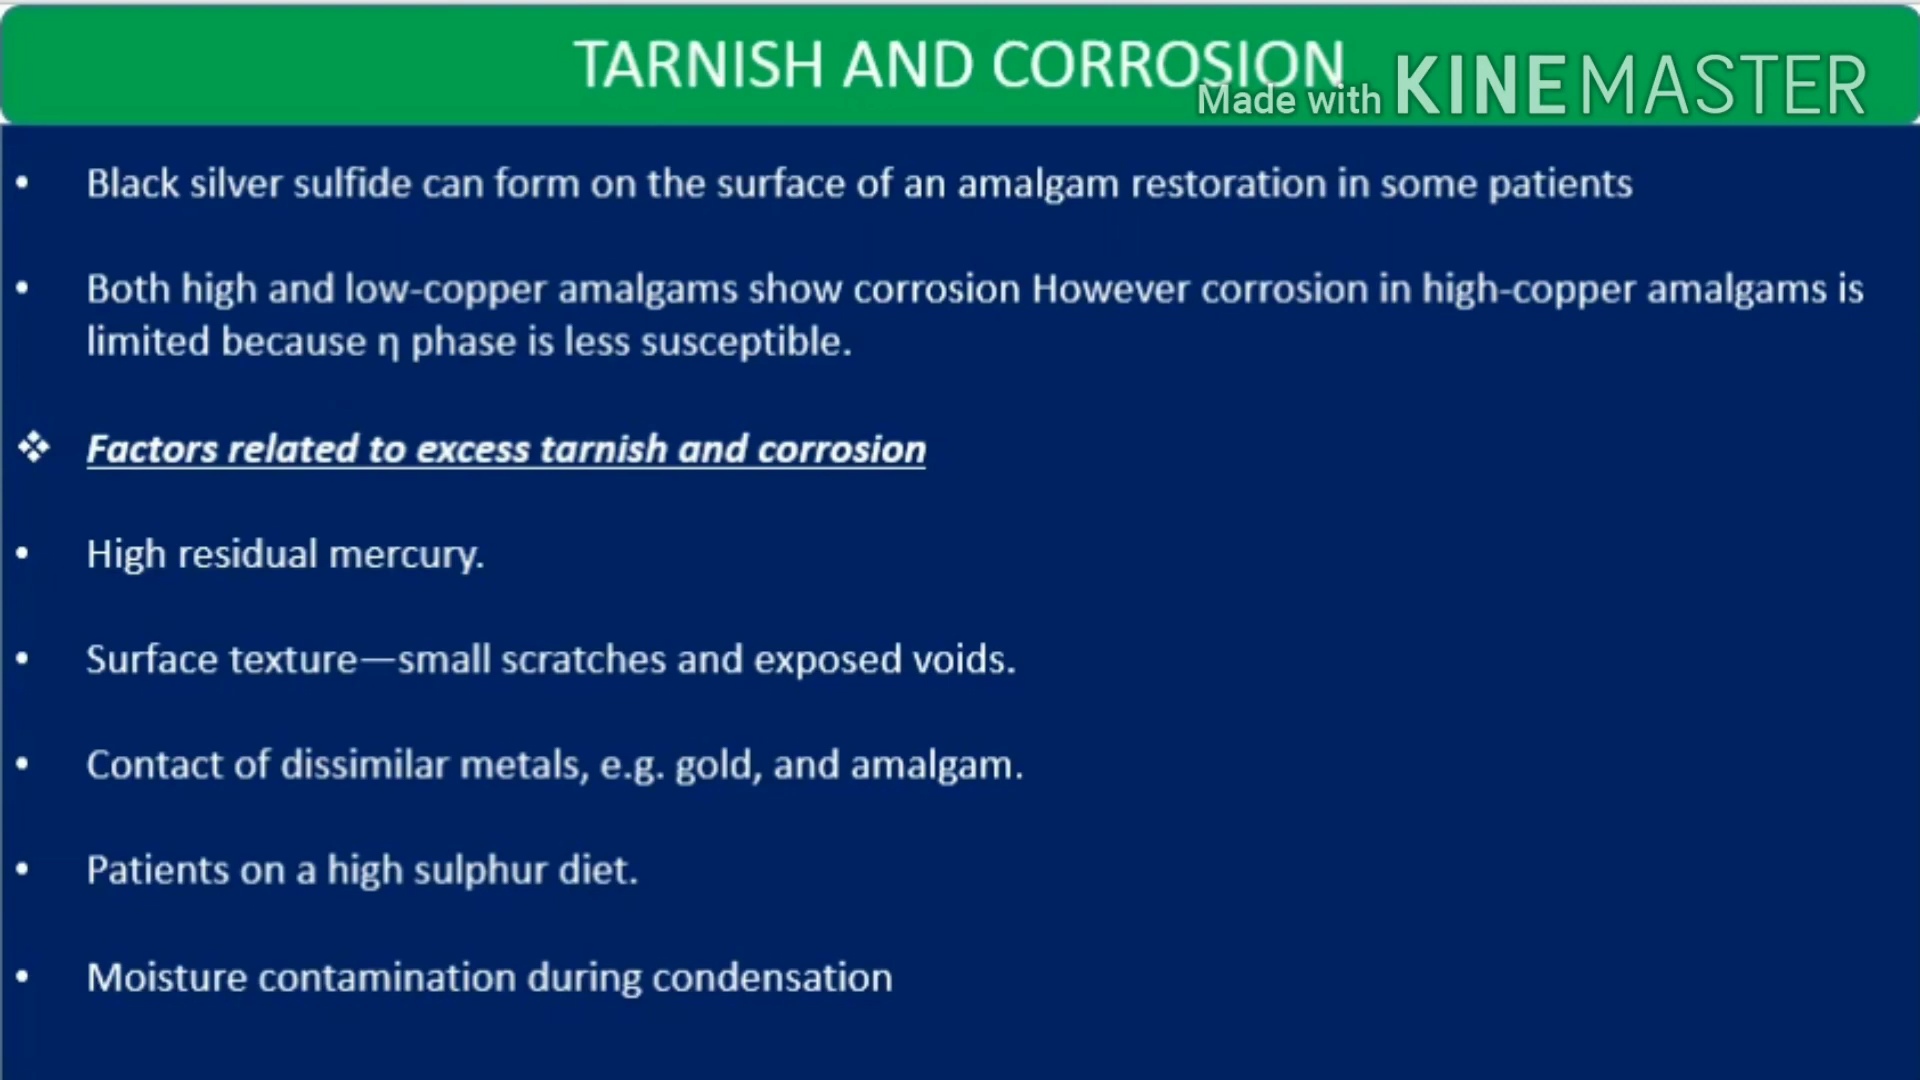 TARNISH AND CORROSION
Made with KINEMASTER
• Black silver sulfide can form on the surface of an amalgam restoration in some patients
• Both high and low-copper amalgams show corrosion However corrosion in high-copper amalgams is
limited because η phase is less susceptible.
❖ Factors related to excess tarnish and corrosion
• High residual mercury.
• Surface texture—small scratches and exposed voids.
• Contact of dissimilar metals, e.g. gold, and amalgam.
• Patients on a high sulphur diet.
• Moisture contamination during condensation